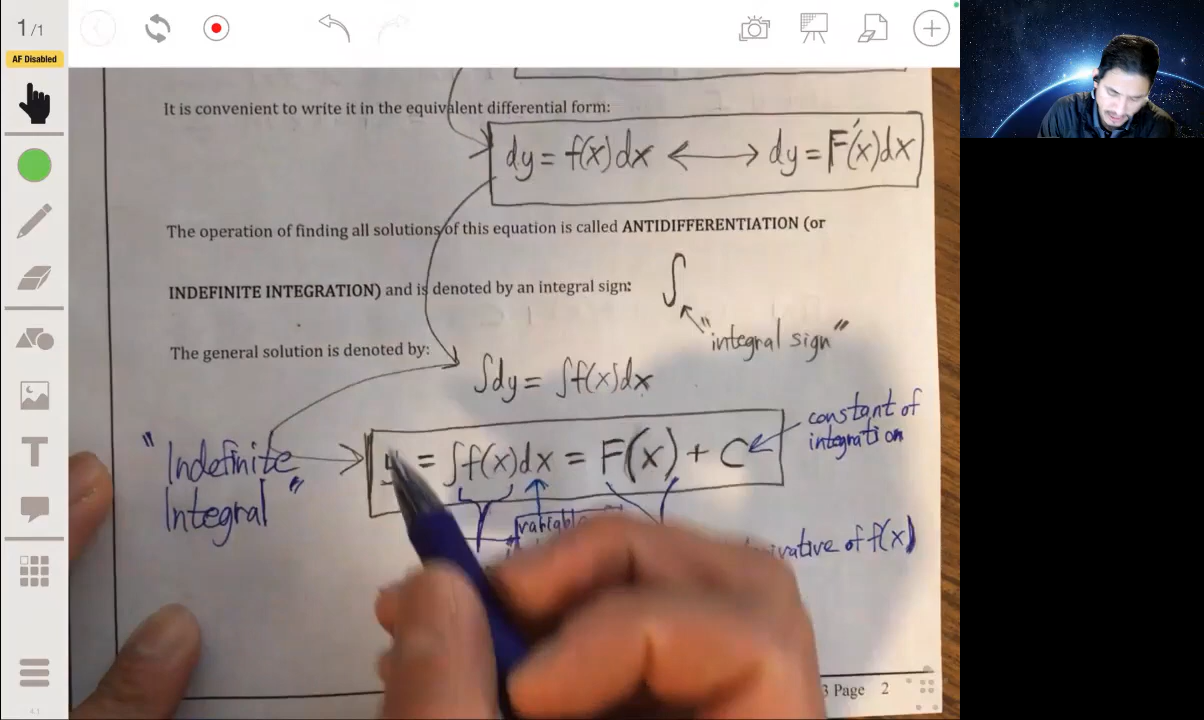 1/1
AF Disabled
It is convenient to write it in the equivalent differential form:
dy = f(x)dx ⟷ dy = F'(x)dx
The operation of finding all solutions of this equation is called ANTIDIFFERENTIATION (or
INDEFINITE INTEGRATION) and is denoted by an integral sign: ∫
"integral sign"
The general solution is denoted by:
∫dy = ∫f(x)dx
constant of
integration
"Indefinite
Integral"
y = ∫f(x)dx = F(x) + C
variable
of f(x)
3 Page 2
T
4.1